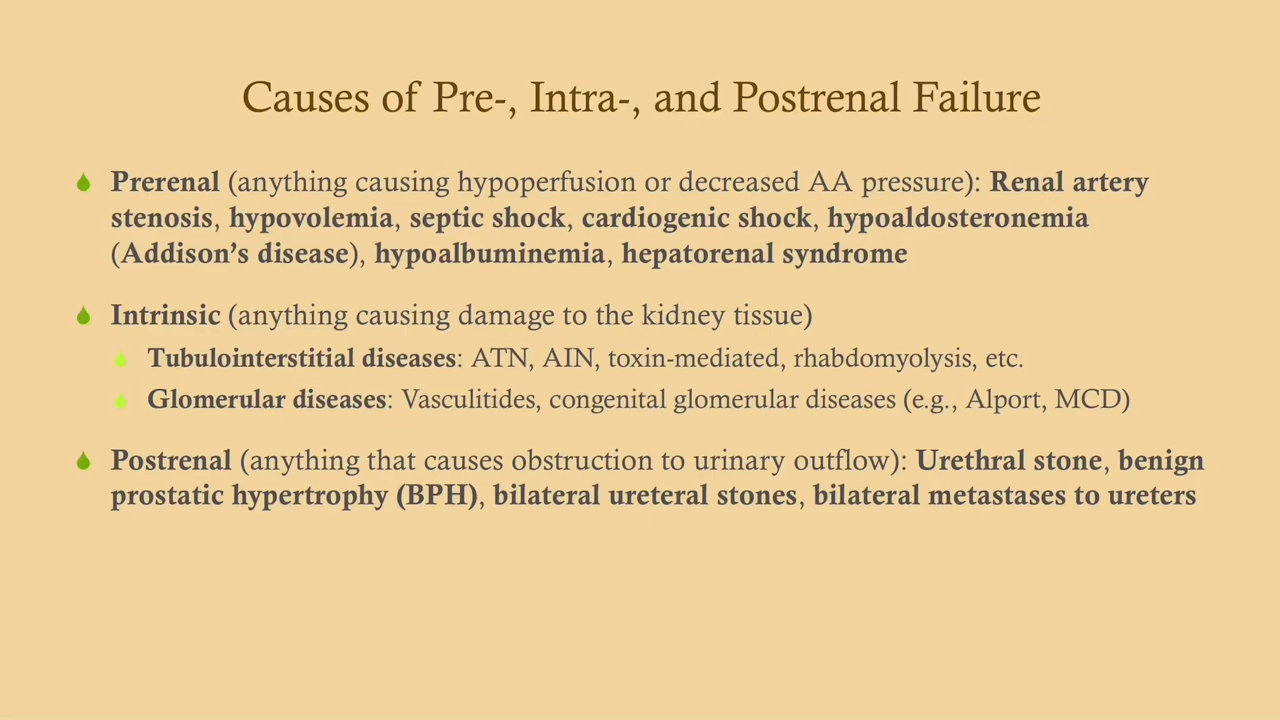 Causes of Pre-, Intra-, and Postrenal Failure
Prerenal (anything causing hypoperfusion or decreased AA pressure): Renal artery
stenosis, hypovolemia, septic shock, cardiogenic shock, hypoaldosteronemia
(Addison’s disease), hypoalbuminemia, hepatorenal syndrome
Intrinsic (anything causing damage to the kidney tissue)
Tubulointerstitial diseases: ATN, AIN, toxin-mediated, rhabdomyolysis, etc.
Glomerular diseases: Vasculitides, congenital glomerular diseases (e.g., Alport, MCD)
Postrenal (anything that causes obstruction to urinary outflow): Urethral stone, benign
prostatic hypertrophy (BPH), bilateral ureteral stones, bilateral metastases to ureters